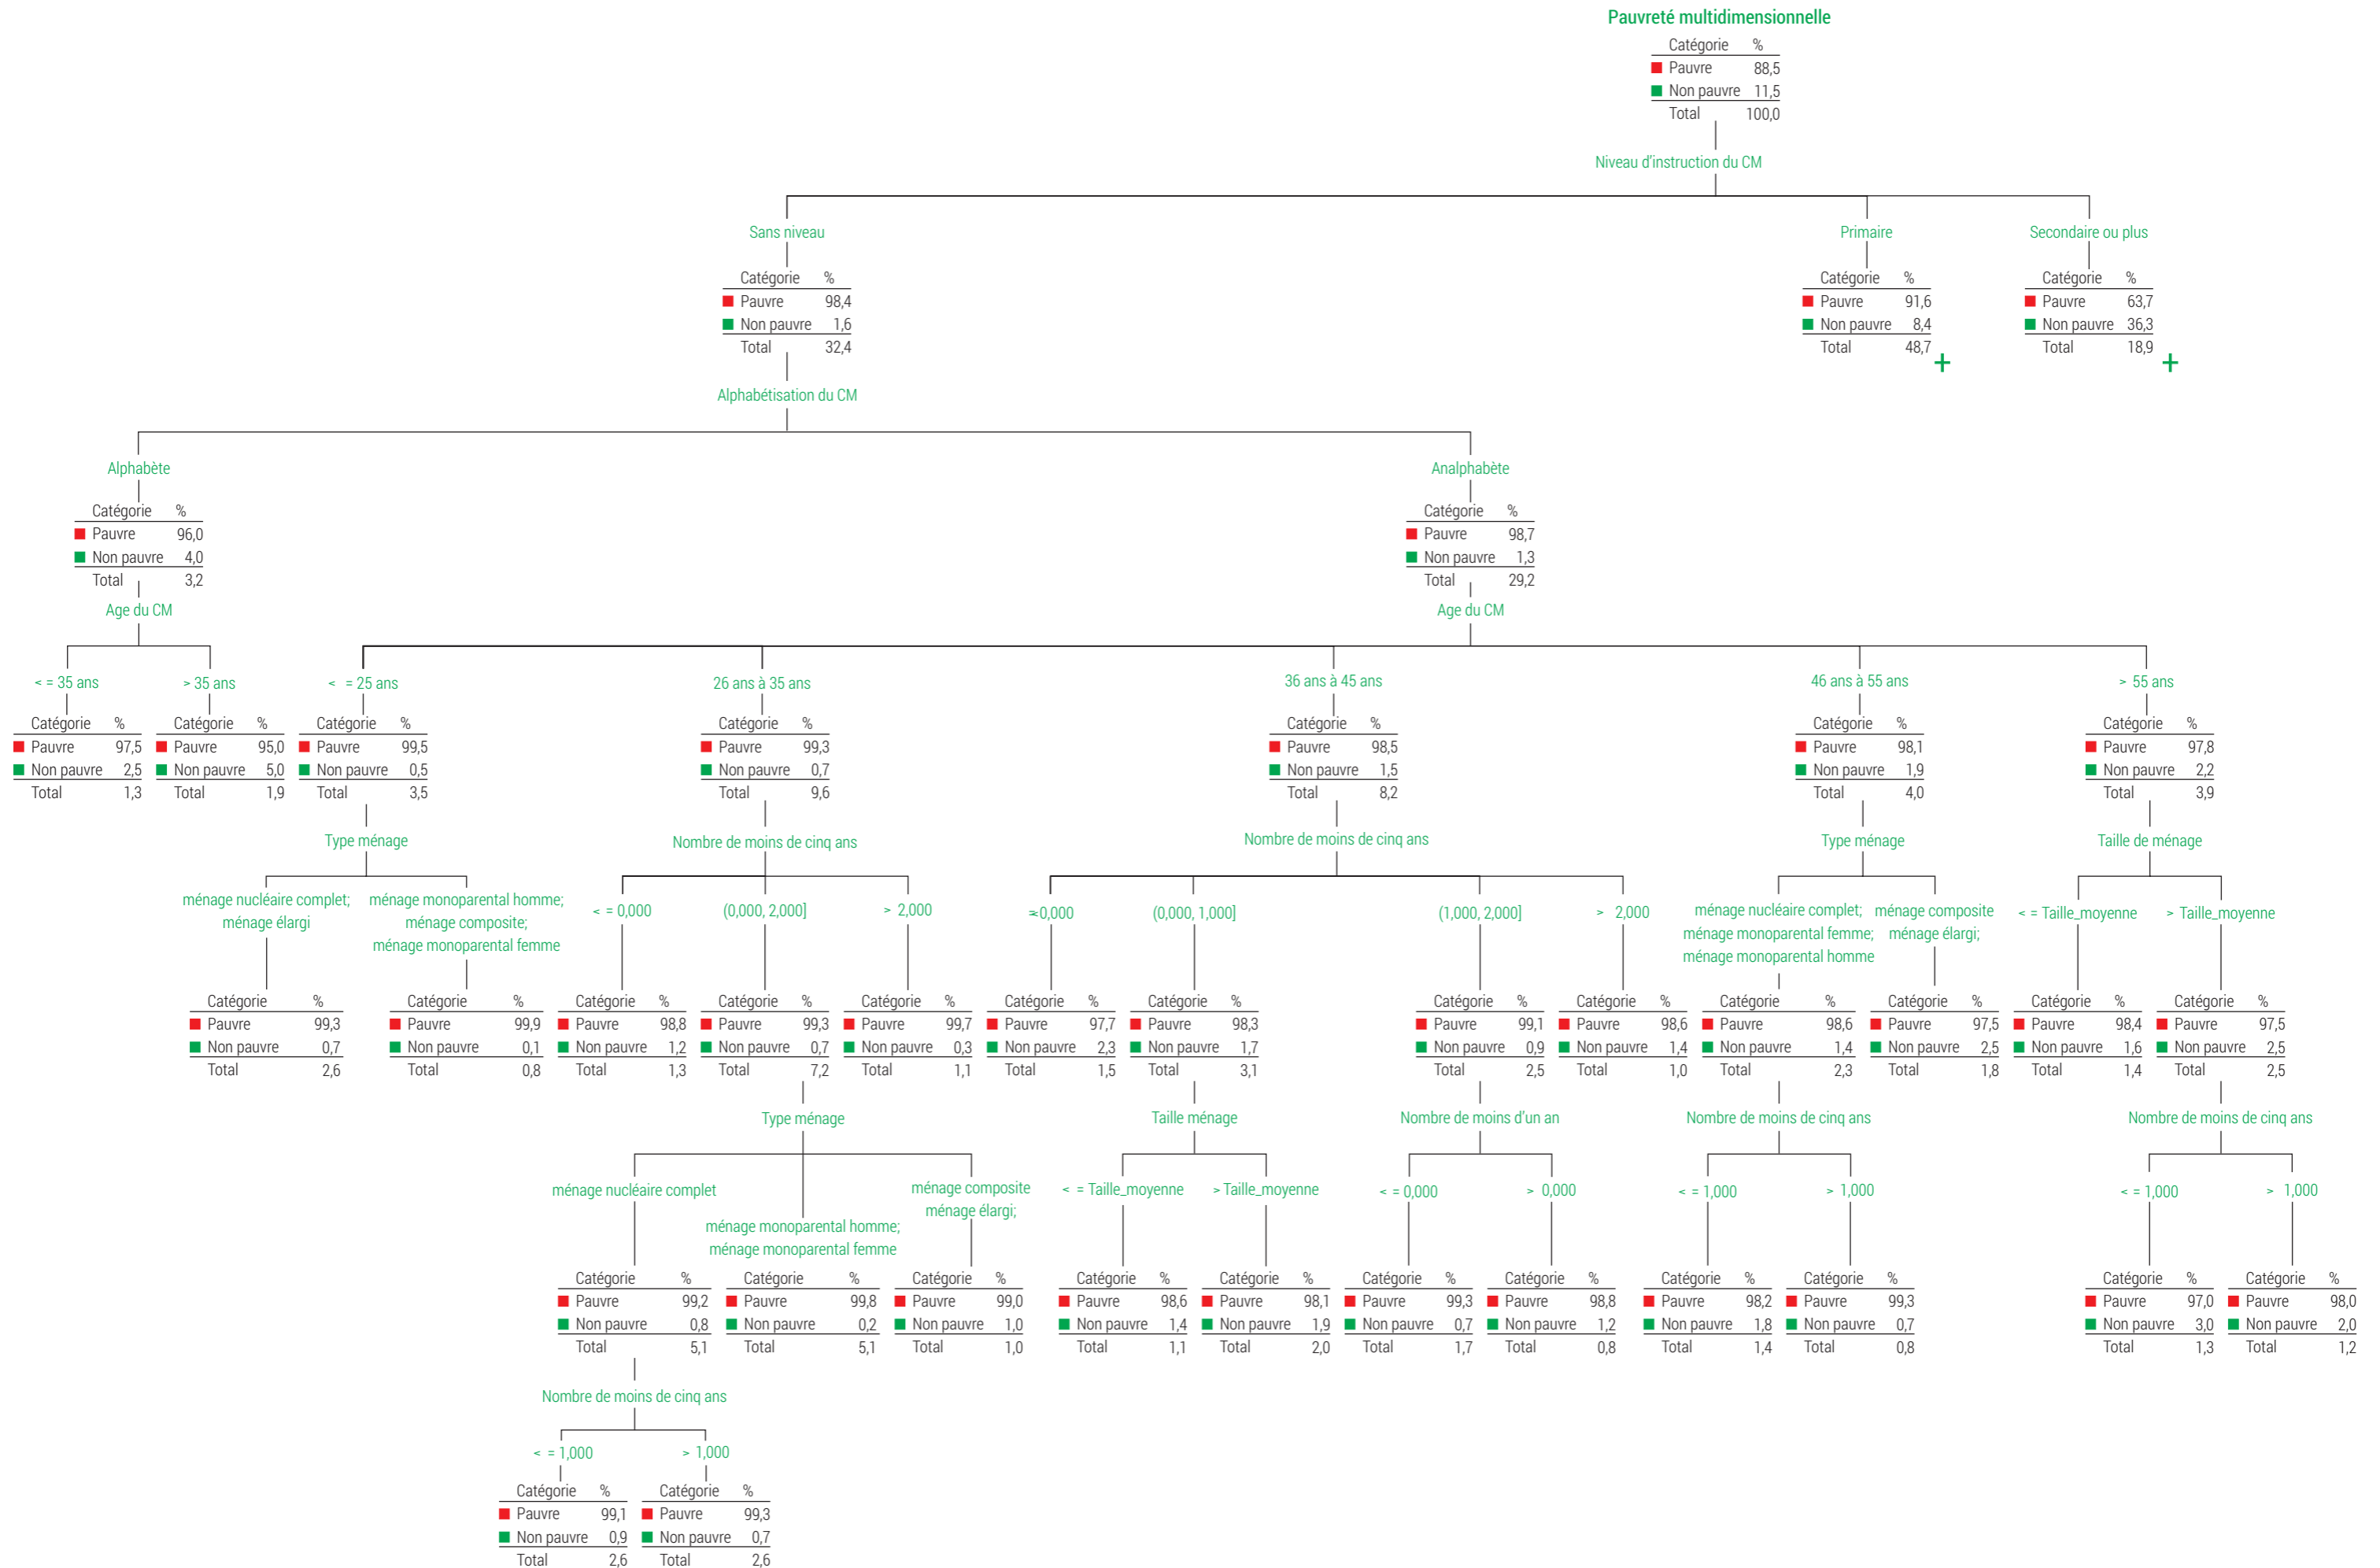 Pauvreté multidimensionnelle
Catégorie %
Pauvre 88,5
Non pauvre 11,5
Total 100,0
Niveau d'instruction du CM
Sans niveau
Catégorie %
Pauvre 98,4
Non pauvre 1,6
Total 32,4
Primaire
Catégorie %
Pauvre 91,6
Non pauvre 8,4
Total 48,7
+
Secondaire ou plus
Catégorie %
Pauvre 63,7
Non pauvre 36,3
Total 18,9
+
Alphabétisation du CM
Alphabète
Catégorie %
Pauvre 96,0
Non pauvre 4,0
Total 3,2
Age du CM
Analphabète
Catégorie %
Pauvre 98,7
Non pauvre 1,3
Total 29,2
Age du CM
< = 35 ans
Catégorie %
Pauvre 97,5
Non pauvre 2,5
Total 1,3
> 35 ans
Catégorie %
Pauvre 95,0
Non pauvre 5,0
Total 1,9
< = 25 ans
Catégorie %
Pauvre 99,5
Non pauvre 0,5
Total 3,5
Type ménage
26 ans à 35 ans
Catégorie %
Pauvre 99,3
Non pauvre 0,7
Total 9,6
Nombre de moins de cinq ans
36 ans à 45 ans
Catégorie %
Pauvre 98,5
Non pauvre 1,5
Total 8,2
Nombre de moins de cinq ans
46 ans à 55 ans
Catégorie %
Pauvre 98,1
Non pauvre 1,9
Total 4,0
Type ménage
> 55 ans
Catégorie %
Pauvre 97,8
Non pauvre 2,2
Total 3,9
Taille de ménage
ménage nucléaire complet;
ménage élargi
Catégorie %
Pauvre 99,3
Non pauvre 0,7
Total 2,6
ménage monoparental homme;
ménage composite;
ménage monoparental femme
Catégorie %
Pauvre 99,9
Non pauvre 0,1
Total 0,8
< = 0,000
Catégorie %
Pauvre 98,8
Non pauvre 1,2
Total 1,3
(0,000, 2,000]
Catégorie %
Pauvre 99,3
Non pauvre 0,7
Total 7,2
Type ménage
> 2,000
Catégorie %
Pauvre 99,7
Non pauvre 0,3
Total 1,1
<=0,000
Catégorie %
Pauvre 97,7
Non pauvre 2,3
Total 1,5
(0,000, 1,000]
Catégorie %
Pauvre 98,3
Non pauvre 1,7
Total 3,1
Taille ménage
(1,000, 2,000]
Catégorie %
Pauvre 99,1
Non pauvre 0,9
Total 2,5
Nombre de moins d'un an
> 2,000
Catégorie %
Pauvre 98,6
Non pauvre 1,4
Total 1,0
ménage nucléaire complet;
ménage monoparental femme;
ménage monoparental homme
Catégorie %
Pauvre 98,6
Non pauvre 1,4
Total 2,3
Nombre de moins de cinq ans
ménage composite
ménage élargi;
Catégorie %
Pauvre 97,5
Non pauvre 2,5
Total 1,8
< = Taille_moyenne
Catégorie %
Pauvre 98,4
Non pauvre 1,6
Total 1,4
> Taille_moyenne
Catégorie %
Pauvre 97,5
Non pauvre 2,5
Total 2,5
Nombre de moins de cinq ans
ménage nucléaire complet
Catégorie %
Pauvre 99,2
Non pauvre 0,8
Total 5,1
Nombre de moins de cinq ans
ménage monoparental homme;
ménage monoparental femme
Catégorie %
Pauvre 99,8
Non pauvre 0,2
Total 5,1
ménage composite
ménage élargi;
Catégorie %
Pauvre 99,0
Non pauvre 1,0
Total 1,0
< = Taille_moyenne
Catégorie %
Pauvre 98,6
Non pauvre 1,4
Total 1,1
> Taille_moyenne
Catégorie %
Pauvre 98,1
Non pauvre 1,9
Total 2,0
< = 0,000
Catégorie %
Pauvre 99,3
Non pauvre 0,7
Total 1,7
> 0,000
Catégorie %
Pauvre 98,8
Non pauvre 1,2
Total 0,8
< = 1,000
Catégorie %
Pauvre 98,2
Non pauvre 1,8
Total 1,4
> 1,000
Catégorie %
Pauvre 99,3
Non pauvre 0,7
Total 0,8
< = 1,000
Catégorie %
Pauvre 97,0
Non pauvre 3,0
Total 1,3
> 1,000
Catégorie %
Pauvre 98,0
Non pauvre 2,0
Total 1,2
< = 1,000
Catégorie %
Pauvre 99,1
Non pauvre 0,9
Total 2,6
> 1,000
Catégorie %
Pauvre 99,3
Non pauvre 0,7
Total 2,6